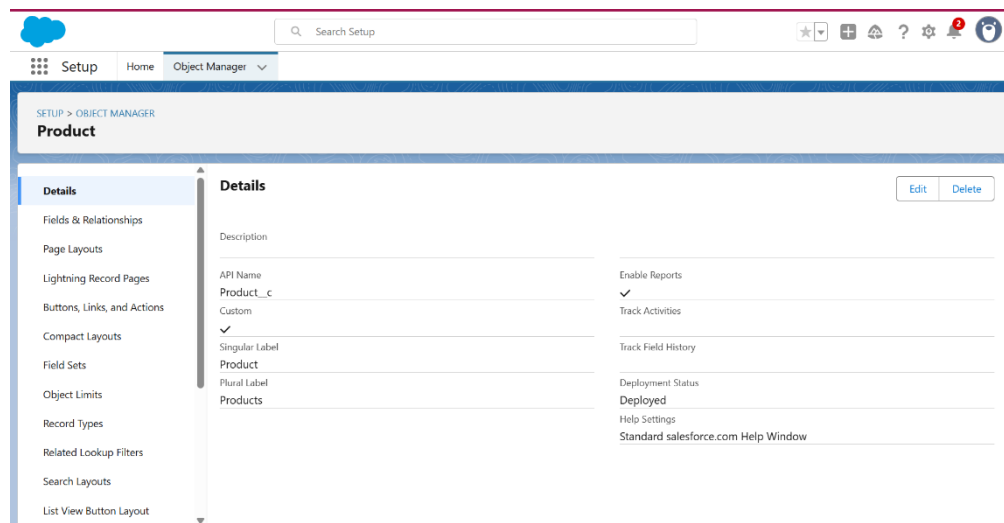 Search Setup
2
Setup
Home
Object Manager
SETUP > OBJECT MANAGER
Product
Details
Fields & Relationships
Page Layouts
Lightning Record Pages
Buttons, Links, and Actions
Compact Layouts
Field Sets
Object Limits
Record Types
Related Lookup Filters
Search Layouts
List View Button Layout
Details
Edit
Delete
Description
API Name
Product__c
Custom
Singular Label
Product
Plural Label
Products
Enable Reports
Track Activities
Track Field History
Deployment Status
Deployed
Help Settings
Standard salesforce.com Help Window